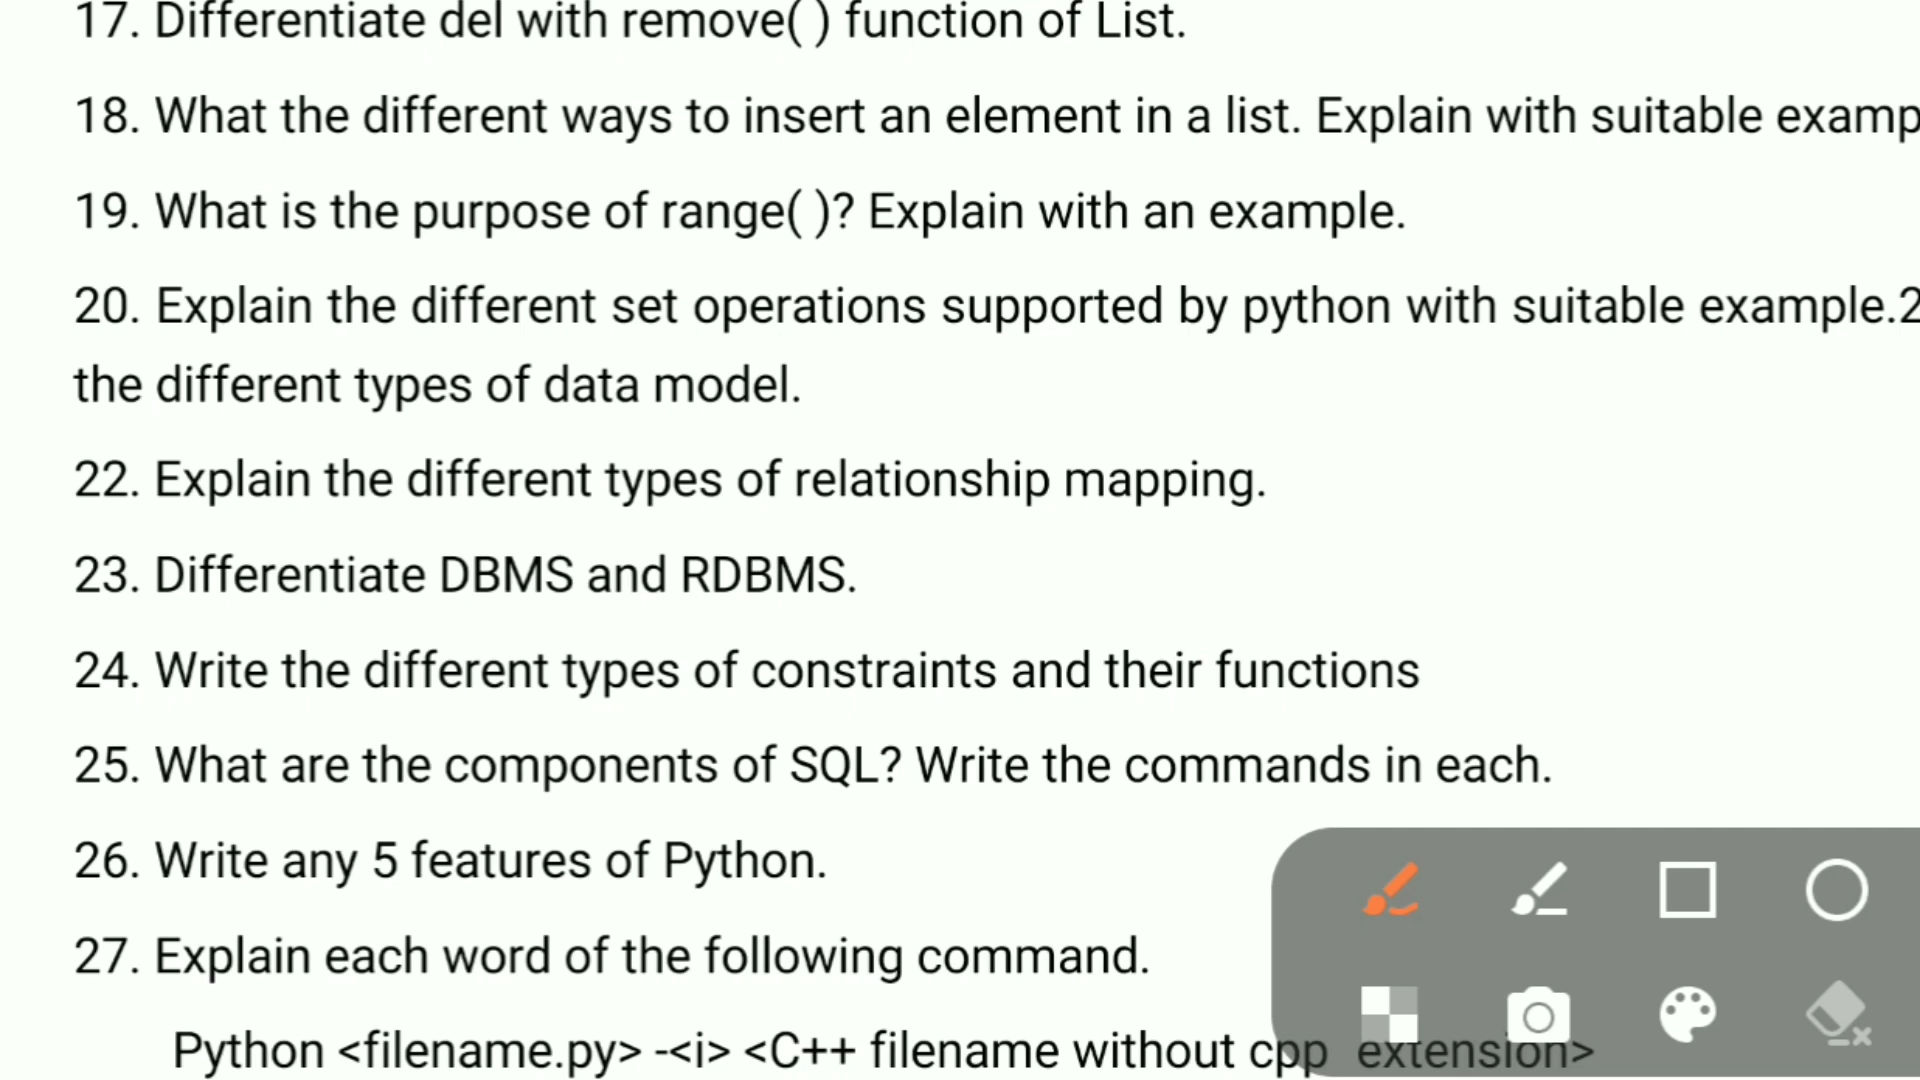 17. Differentiate del with remove( ) function of List.
18. What the different ways to insert an element in a list. Explain with suitable examp
19. What is the purpose of range( )? Explain with an example.
20. Explain the different set operations supported by python with suitable example.2
the different types of data model.
22. Explain the different types of relationship mapping.
23. Differentiate DBMS and RDBMS.
24. Write the different types of constraints and their functions
25. What are the components of SQL? Write the commands in each.
26. Write any 5 features of Python.
27. Explain each word of the following command.
Python <filename.py> -<i> <C++ filename without cpp extension>